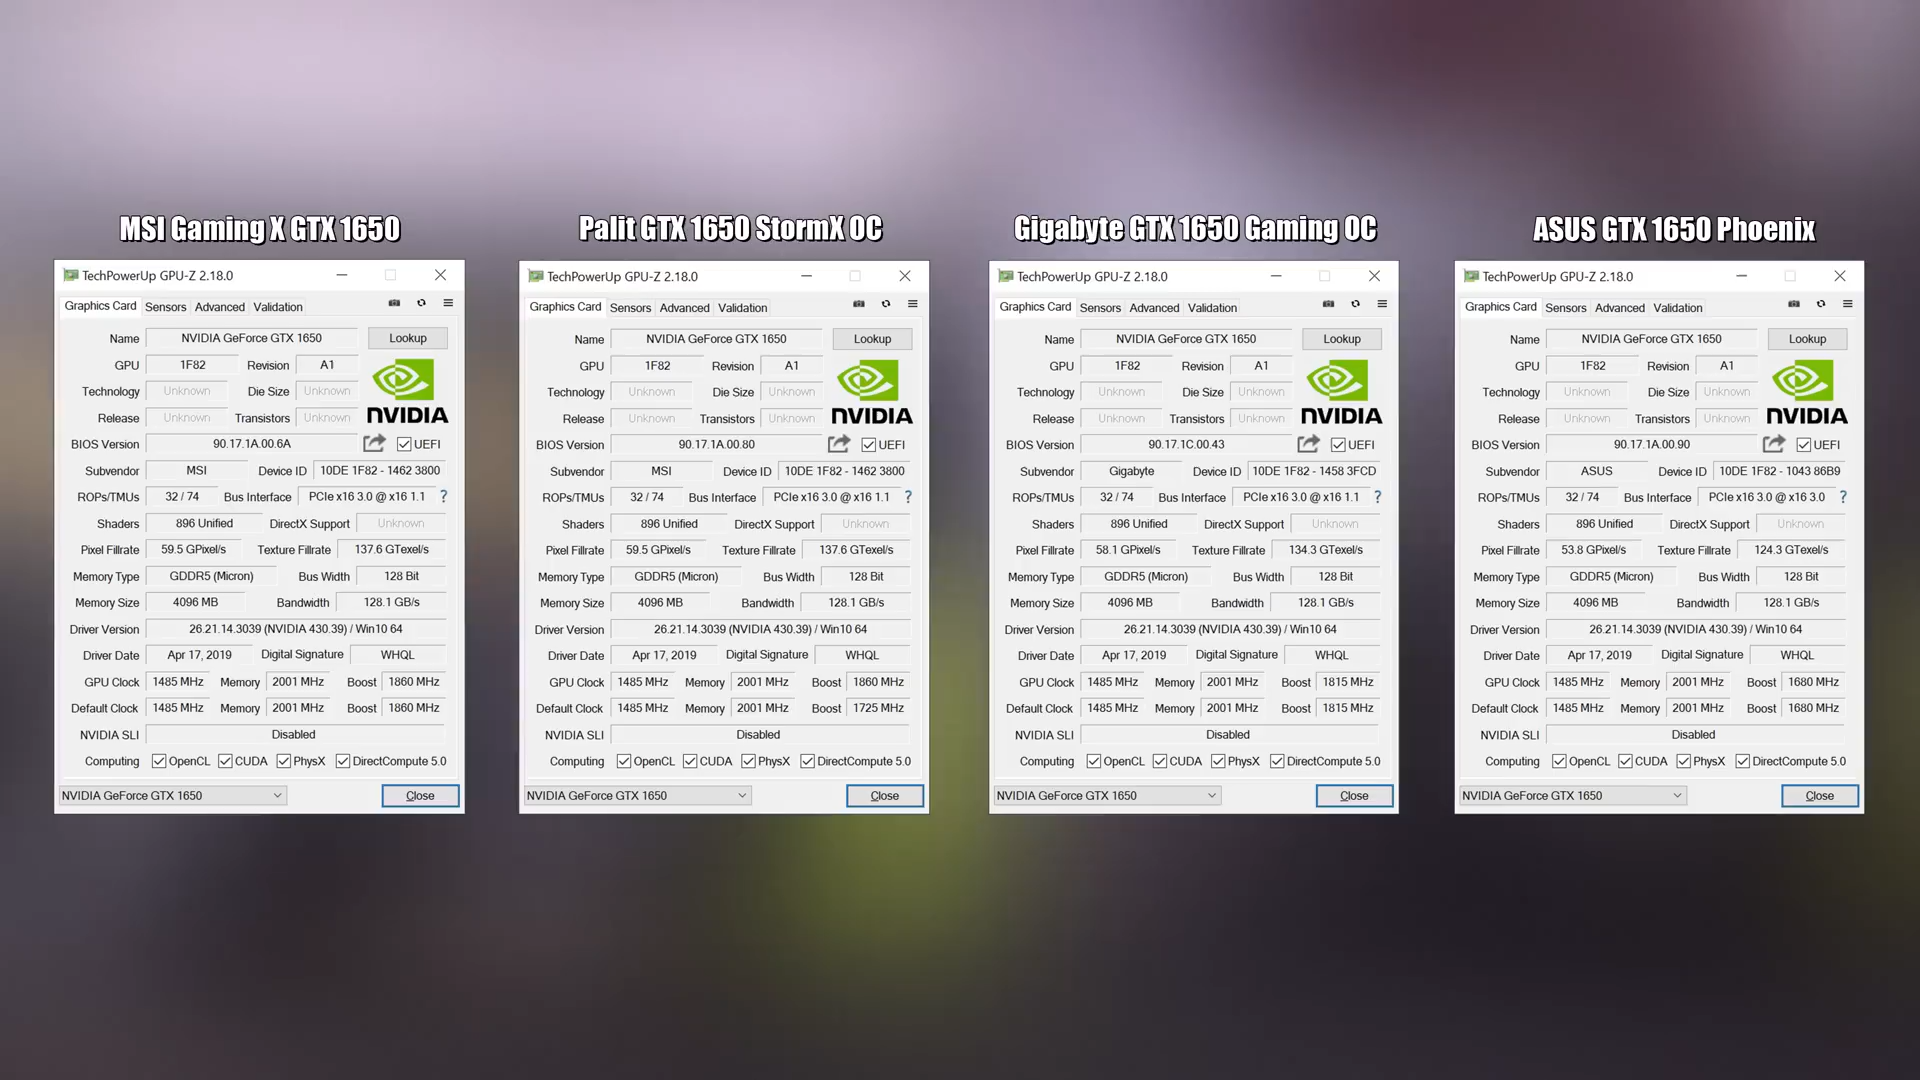 MSI Gaming X GTX 1650
TechPowerUp GPU-Z 2.18.0
Graphics Card Sensors Advanced Validation
Name NVIDIA GeForce GTX 1650 Lookup
GPU 1F82 Revision A1
Technology Unknown Die Size Unknown
Release Unknown Transistors Unknown
NVIDIA
BIOS Version 90.17.1A.00.6A UEFI
Subvendor MSI Device ID 10DE 1F82 - 1462 3800
ROPs/TMUs 32 / 74 Bus Interface PCIe x16 3.0 @ x16 1.1 ?
Shaders 896 Unified DirectX Support Unknown
Pixel Fillrate 59.5 GPixel/s Texture Fillrate 137.6 GTexel/s
Memory Type GDDR5 (Micron) Bus Width 128 Bit
Memory Size 4096 MB Bandwidth 128.1 GB/s
Driver Version 26.21.14.3039 (NVIDIA 430.39) / Win10 64
Driver Date Apr 17, 2019 Digital Signature WHQL
GPU Clock 1485 MHz Memory 2001 MHz Boost 1860 MHz
Default Clock 1485 MHz Memory 2001 MHz Boost 1860 MHz
NVIDIA SLI Disabled
Computing OpenCL CUDA PhysX DirectCompute 5.0
NVIDIA GeForce GTX 1650 Close
Palit GTX 1650 StormX OC
TechPowerUp GPU-Z 2.18.0
Graphics Card Sensors Advanced Validation
Name NVIDIA GeForce GTX 1650 Lookup
GPU 1F82 Revision A1
Technology Unknown Die Size Unknown
Release Unknown Transistors Unknown
NVIDIA
BIOS Version 90.17.1A.00.80 UEFI
Subvendor MSI Device ID 10DE 1F82 - 1462 3800
ROPs/TMUs 32 / 74 Bus Interface PCIe x16 3.0 @ x16 1.1 ?
Shaders 896 Unified DirectX Support Unknown
Pixel Fillrate 59.5 GPixel/s Texture Fillrate 137.6 GTexel/s
Memory Type GDDR5 (Micron) Bus Width 128 Bit
Memory Size 4096 MB Bandwidth 128.1 GB/s
Driver Version 26.21.14.3039 (NVIDIA 430.39) / Win10 64
Driver Date Apr 17, 2019 Digital Signature WHQL
GPU Clock 1485 MHz Memory 2001 MHz Boost 1860 MHz
Default Clock 1485 MHz Memory 2001 MHz Boost 1725 MHz
NVIDIA SLI Disabled
Computing OpenCL CUDA PhysX DirectCompute 5.0
NVIDIA GeForce GTX 1650 Close
Gigabyte GTX 1650 Gaming OC
TechPowerUp GPU-Z 2.18.0
Graphics Card Sensors Advanced Validation
Name NVIDIA GeForce GTX 1650 Lookup
GPU 1F82 Revision A1
Technology Unknown Die Size Unknown
Release Unknown Transistors Unknown
NVIDIA
BIOS Version 90.17.1C.00.43 UEFI
Subvendor Gigabyte Device ID 10DE 1F82 - 1458 3FCD
ROPs/TMUs 32 / 74 Bus Interface PCIe x16 3.0 @ x16 1.1 ?
Shaders 896 Unified DirectX Support Unknown
Pixel Fillrate 58.1 GPixel/s Texture Fillrate 134.3 GTexel/s
Memory Type GDDR5 (Micron) Bus Width 128 Bit
Memory Size 4096 MB Bandwidth 128.1 GB/s
Driver Version 26.21.14.3039 (NVIDIA 430.39) / Win10 64
Driver Date Apr 17, 2019 Digital Signature WHQL
GPU Clock 1485 MHz Memory 2001 MHz Boost 1815 MHz
Default Clock 1485 MHz Memory 2001 MHz Boost 1815 MHz
NVIDIA SLI Disabled
Computing OpenCL CUDA PhysX DirectCompute 5.0
NVIDIA GeForce GTX 1650 Close
ASUS GTX 1650 Phoenix
TechPowerUp GPU-Z 2.18.0
Graphics Card Sensors Advanced Validation
Name NVIDIA GeForce GTX 1650 Lookup
GPU 1F82 Revision A1
Technology Unknown Die Size Unknown
Release Unknown Transistors Unknown
NVIDIA
BIOS Version 90.17.1A.00.90 UEFI
Subvendor ASUS Device ID 10DE 1F82 - 1043 86B9
ROPs/TMUs 32 / 74 Bus Interface PCIe x16 3.0 @ x16 3.0 ?
Shaders 896 Unified DirectX Support Unknown
Pixel Fillrate 53.8 GPixel/s Texture Fillrate 124.3 GTexel/s
Memory Type GDDR5 (Micron) Bus Width 128 Bit
Memory Size 4096 MB Bandwidth 128.1 GB/s
Driver Version 26.21.14.3039 (NVIDIA 430.39) / Win10 64
Driver Date Apr 17, 2019 Digital Signature WHQL
GPU Clock 1485 MHz Memory 2001 MHz Boost 1680 MHz
Default Clock 1485 MHz Memory 2001 MHz Boost 1680 MHz
NVIDIA SLI Disabled
Computing OpenCL CUDA PhysX DirectCompute 5.0
NVIDIA GeForce GTX 1650 Close